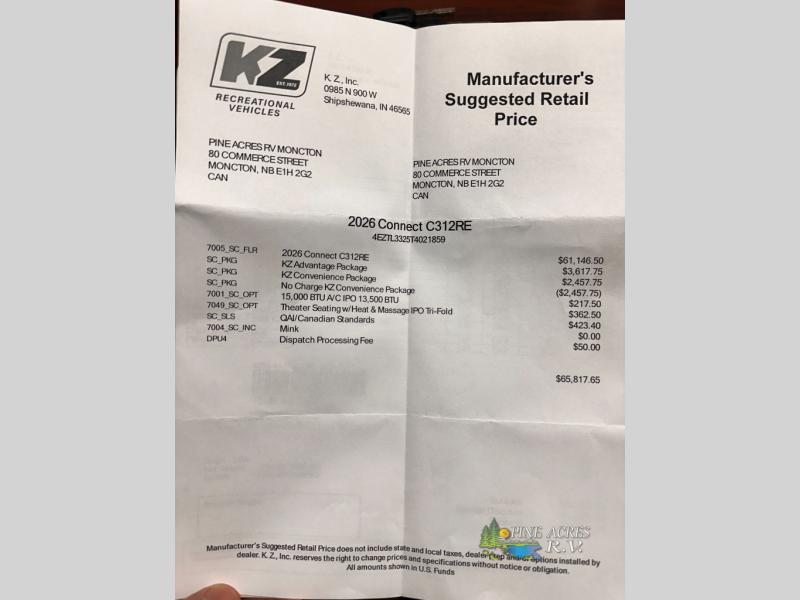 KZ
EST. 1972
RECREATIONAL
VEHICLES
K. Z., Inc.
0985 N 900 W
Shipshewana, IN 46565
Manufacturer's
Suggested Retail
Price
PINE ACRES RV MONCTON
80 COMMERCE STREET
MONCTON, NB E1H 2G2
CAN
PINE ACRES RV MONCTON
80 COMMERCE STREET
MONCTON, NB E1H 2G2
CAN
2026 Connect C312RE
4EZTL3325T4021859
7005_SC_FLR 2026 Connect C312RE $61,146.50
SC_PKG KZ Advantage Package $3,617.75
SC_PKG KZ Convenience Package $2,457.75
SC_PKG No Charge KZ Convenience Package ($2,457.75)
7001_SC_OPT 15,000 BTU A/C IPO 13,500 BTU $217.50
7049_SC_OPT Theater Seating w/Heat & Massage IPO Tri-Fold $362.50
SC_SLS QAI/Canadian Standards $423.40
7004_SC_INC Mink $0.00
DPU4 Dispatch Processing Fee $50.00
$65,817.65
PINE ACRES
R.V.
Manufacturer's Suggested Retail Price does not include state and local taxes, dealer options installed by
dealer. K. Z., Inc. reserves the right to change prices and specifications without notice or obligation.
All amounts shown in U.S. Funds